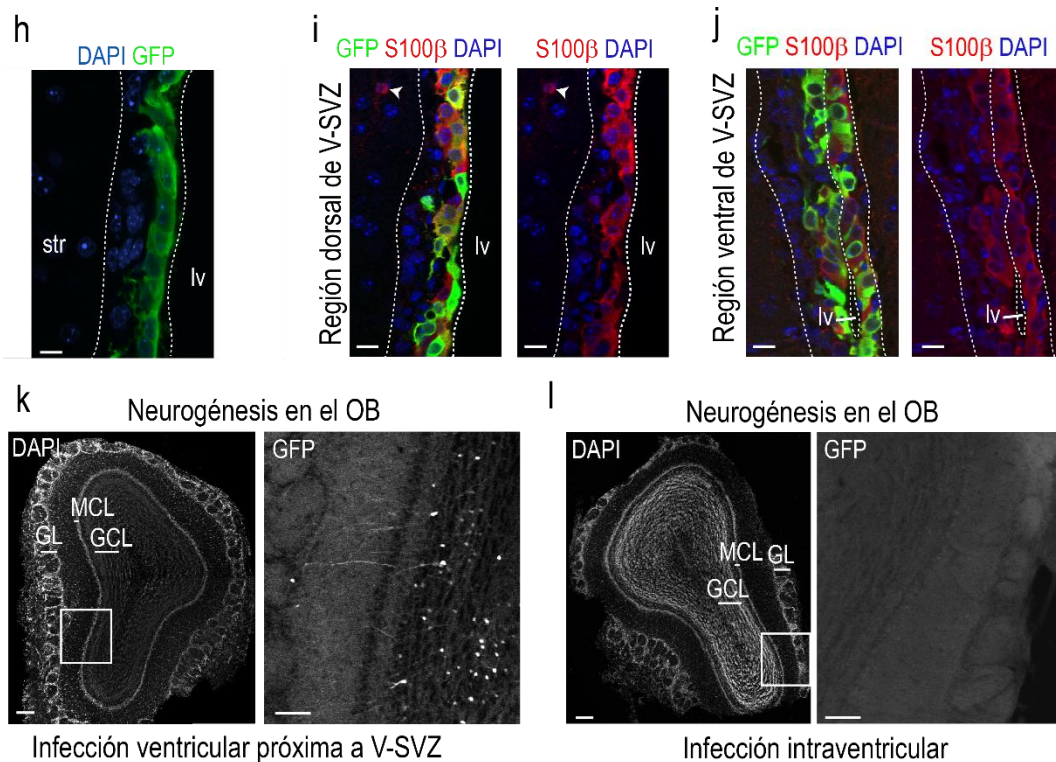 h
DAPI GFP
str
lv
i
GFP S100β DAPI
S100β DAPI
Región dorsal de V-SVZ
lv
lv
j
GFP S100β DAPI
S100β DAPI
Región ventral de V-SVZ
lv
lv
k
Neurogénesis en el OB
DAPI
GFP
MCL
GL
GCL
Infección ventricular próxima a V-SVZ
l
Neurogénesis en el OB
DAPI
GFP
MCL
GL
GCL
Infección intraventricular